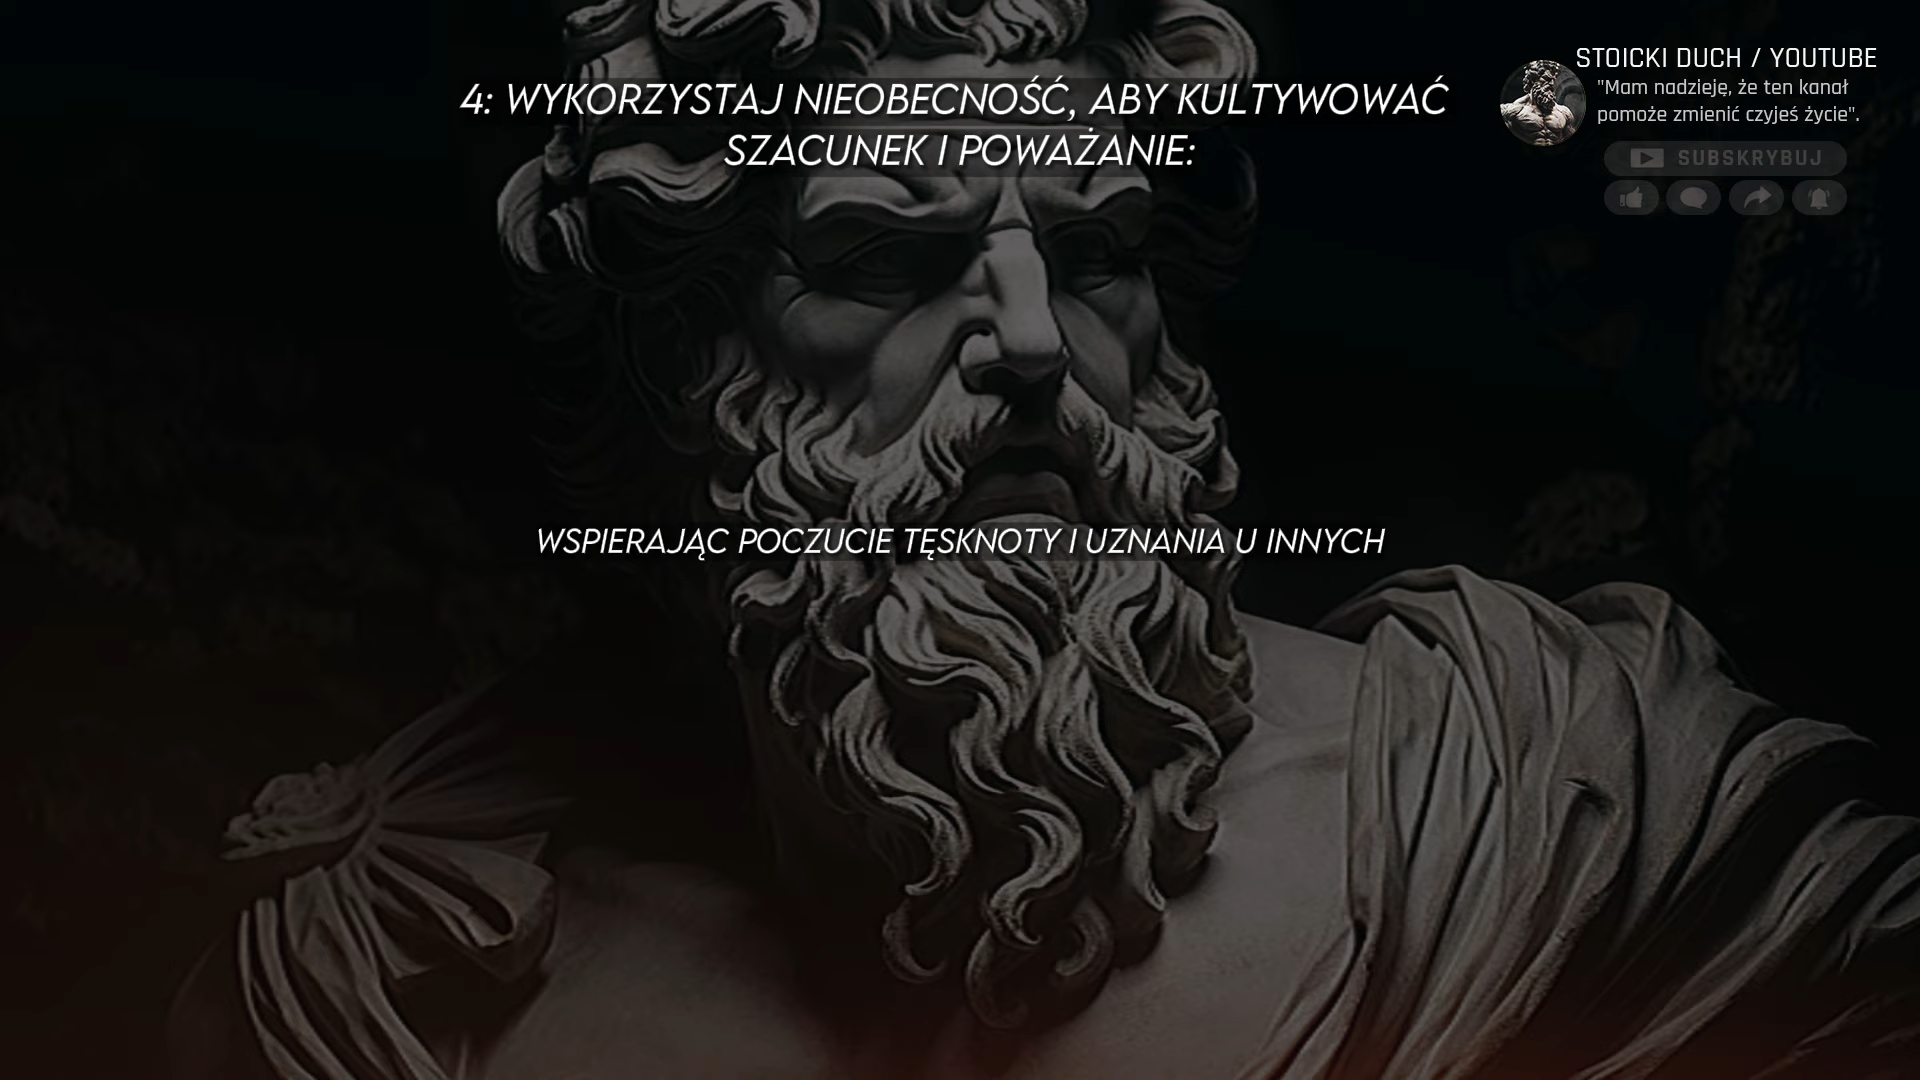 4: WYKORZYSTAJ NIEOBECNOŚĆ, ABY KULTYWOWAĆ
SZACUNEK I POWAŻANIE:
STOICKI DUCH / YOUTUBE
"Mam nadzieję, że ten kanał
pomoże zmienić czyjeś życie".
SUBSKRYBUJ
WSPIERAJĄC POCZUCIE TĘSKNOTY I UZNANIA U INNYCH